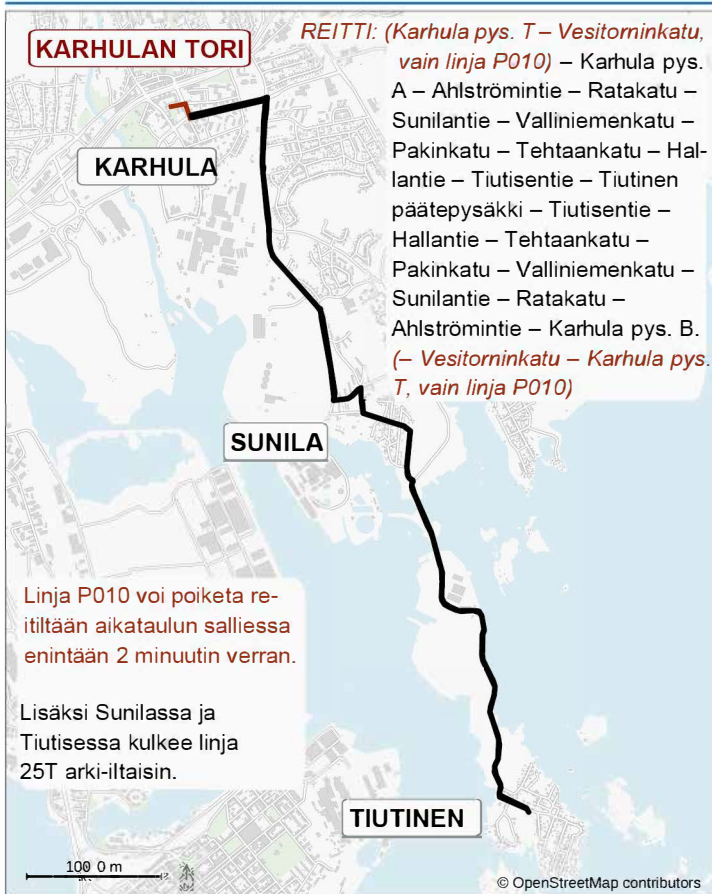 KARHULAN TORI
REITTI: (Karhula pys. T – Vesitorninkatu,
vain linja P010) – Karhula pys.
A – Ahlströmintie – Ratakatu –
Sunilantie – Valliniemenkatu –
Pakinkatu – Tehtaankatu – Hal-
lantie – Tiutisentie – Tiutinen
päätepysäkki – Tiutisentie –
Hallantie – Tehtaankatu –
Pakinkatu – Valliniemenkatu –
Sunilantie – Ratakatu –
Ahlströmintie – Karhula pys. B.
(– Vesitorninkatu – Karhula pys.
T, vain linja P010)
KARHULA
SUNILA
Linja P010 voi poiketa re-
itiltään aikataulun salliessa
enintään 2 minuutin verran.
Lisäksi Sunilassa ja
Tiutisessa kulkee linja
25T arki-iltaisin.
TIUTINEN
100 0 m
© OpenStreetMap contributors